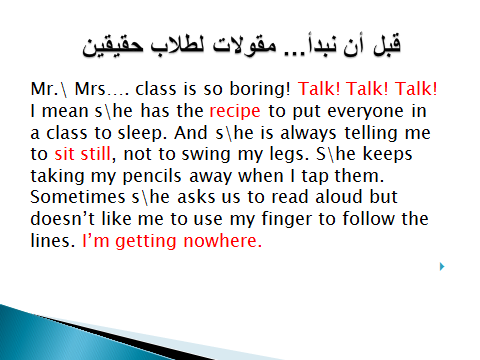 قبل أن نبدأ... مقولات لطلاب حقيقين
Mr.\ Mrs.... class is so boring! Talk! Talk! Talk!
I mean s\he has the recipe to put everyone in
a class to sleep. And s\he is always telling me
to sit still, not to swing my legs. S\he keeps
taking my pencils away when I tap them.
Sometimes s\he asks us to read aloud but
doesn't like me to use my finger to follow the
lines. I'm getting nowhere.